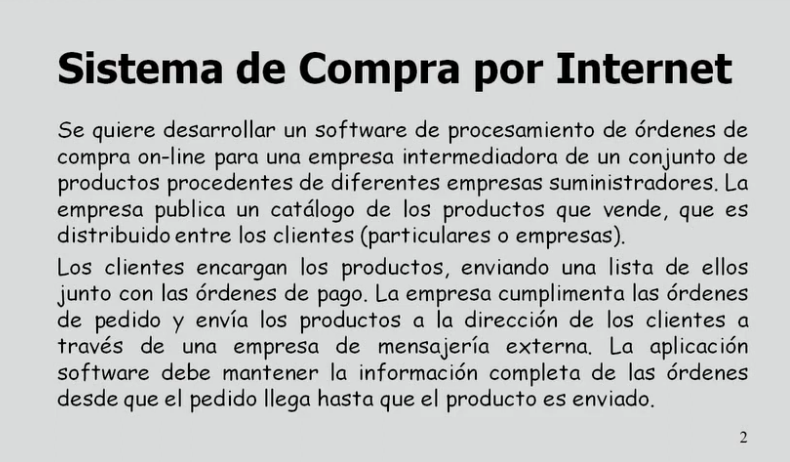 Sistema de Compra por Internet
Se quiere desarrollar un software de procesamiento de órdenes de
compra on-line para una empresa intermediadora de un conjunto de
productos procedentes de diferentes empresas suministradores. La
empresa publica un catálogo de los productos que vende, que es
distribuido entre los clientes (particulares o empresas).
Los clientes encargan los productos, enviando una lista de ellos
junto con las órdenes de pago. La empresa cumplimenta las órdenes
de pedido y envía los productos a la dirección de los clientes a
través de una empresa de mensajería externa. La aplicación
software debe mantener la información completa de las órdenes
desde que el pedido llega hasta que el producto es enviado.
2